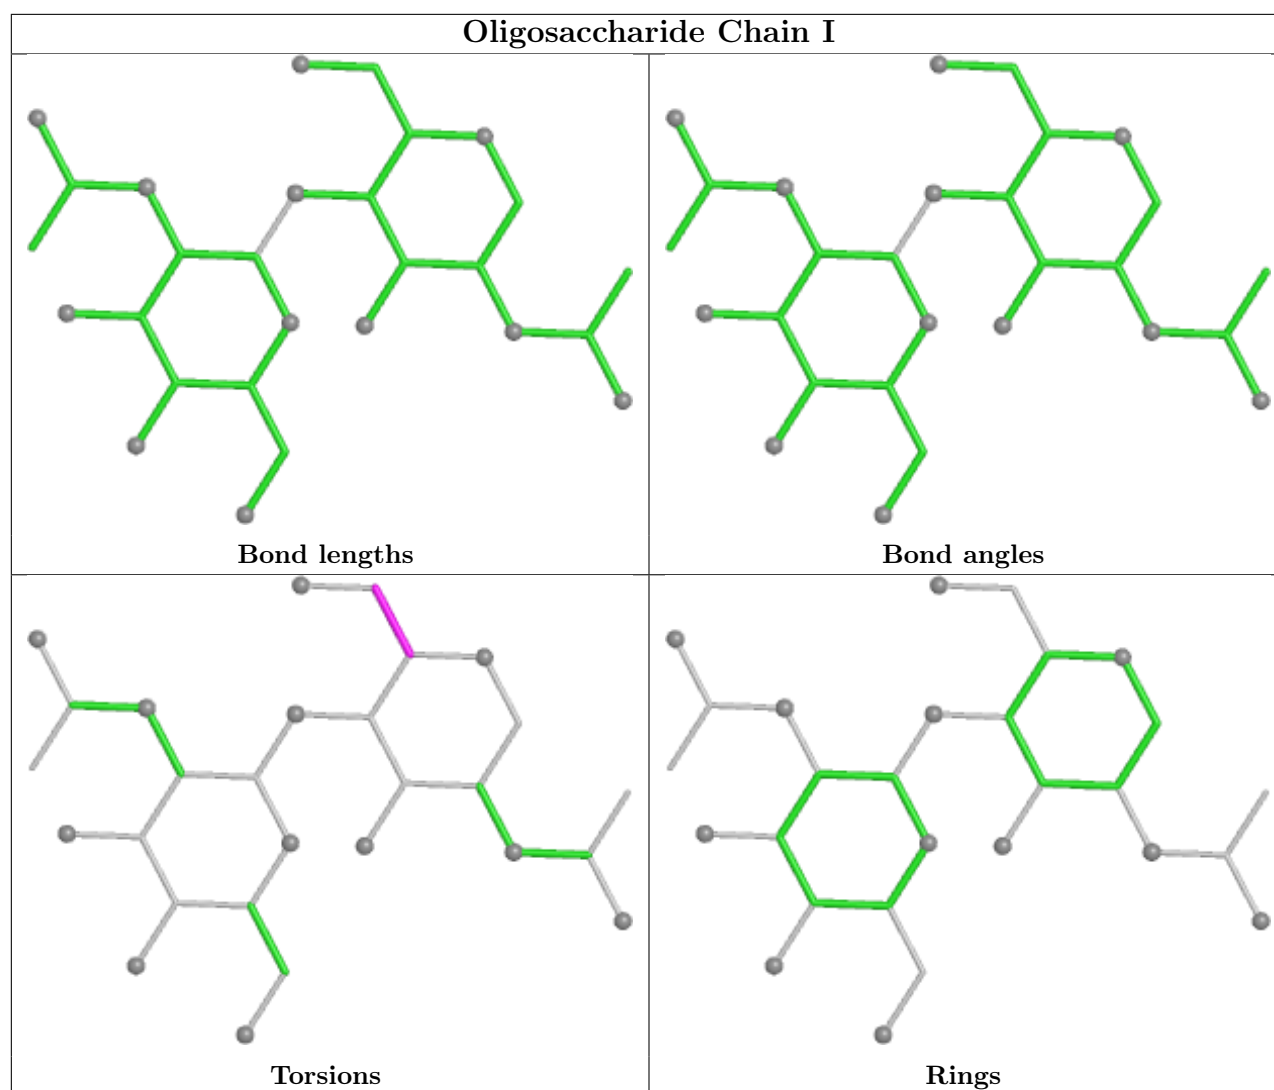 Oligosaccharide Chain I
Bond lengths
Bond angles
Torsions
Rings